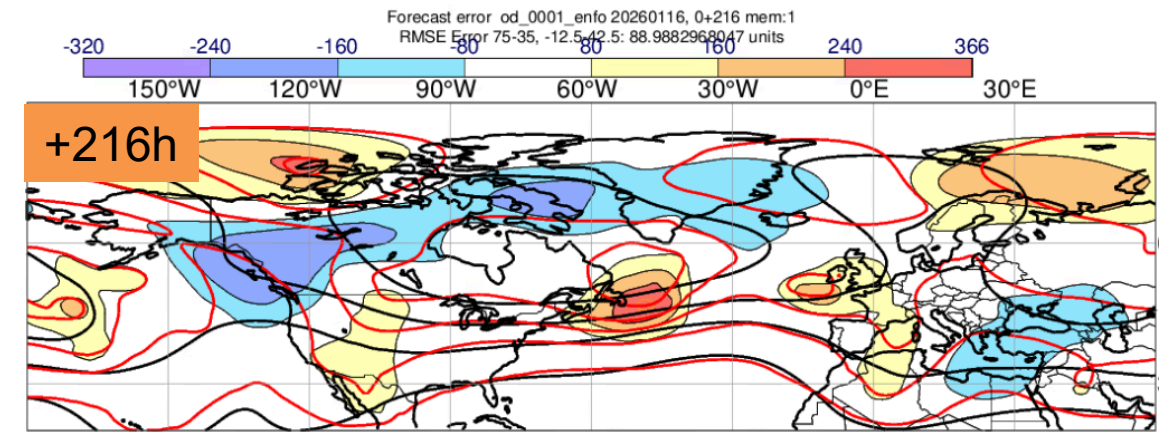 Forecast error od_0001_enfo 20260116, 0+216 mem:1
RMSE Error 75-35, -12.5-42.5: 88.9882968047 units
-320 -240 -160 -80 80 160 240 366
150°W 120°W 90°W 60°W 30°W 0°E 30°E
+216h